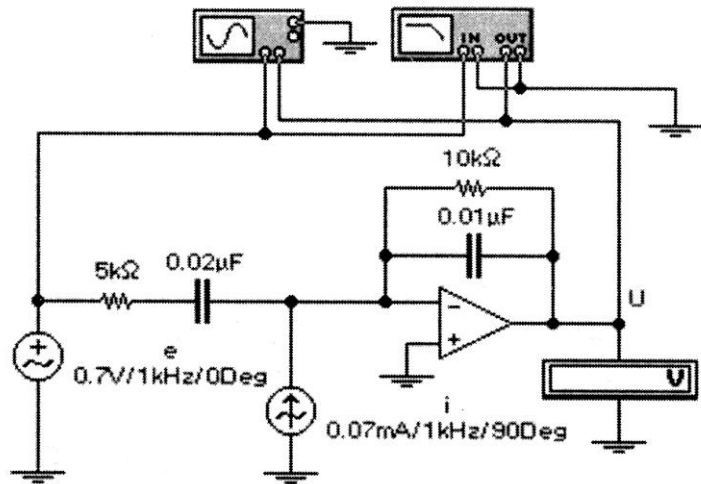 IN OUT
10kΩ
0.01µF
5kΩ
0.02µF
U
e
0.7V/1kHz/0Deg
V
i
0.07mA/1kHz/90Deg